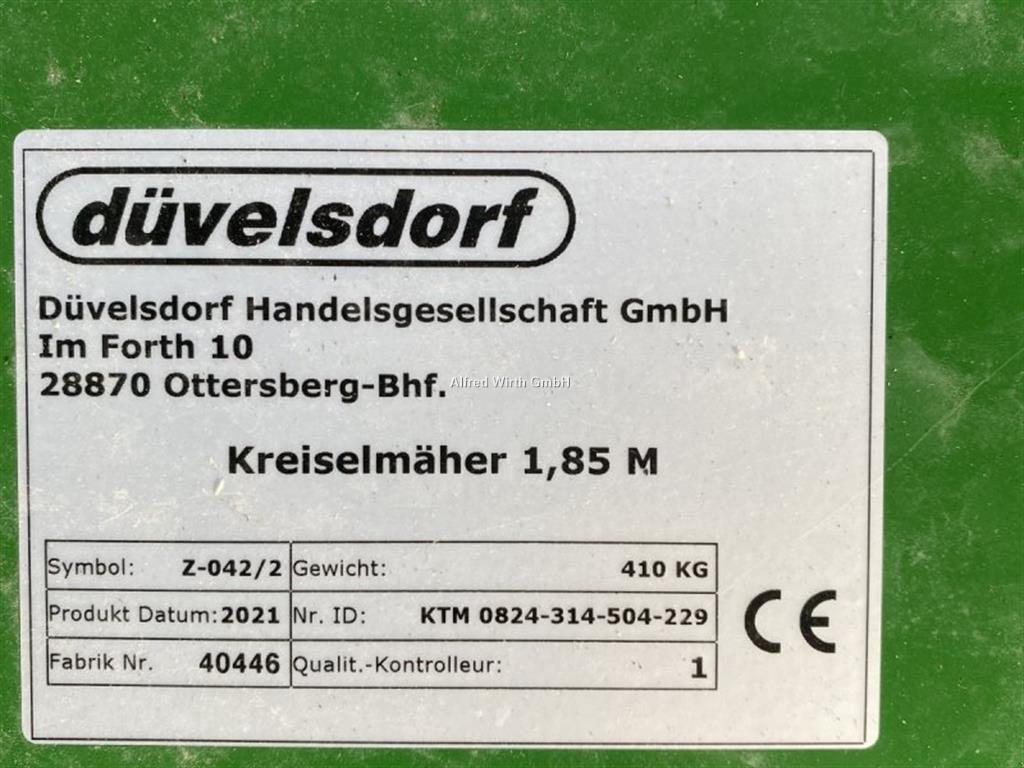 düvelsdorf
Düvelsdorf Handelsgesellschaft GmbH
Im Forth 10
28870 Ottersberg-Bhf.
Alfred Wirth GmbH
Kreiselmäher 1,85 M
Symbol: Z-042/2 Gewicht: 410 KG
Produkt Datum: 2021 Nr. ID: KTM 0824-314-504-229
Fabrik Nr. 40446 Qualit.-Kontrolleur: 1
CE